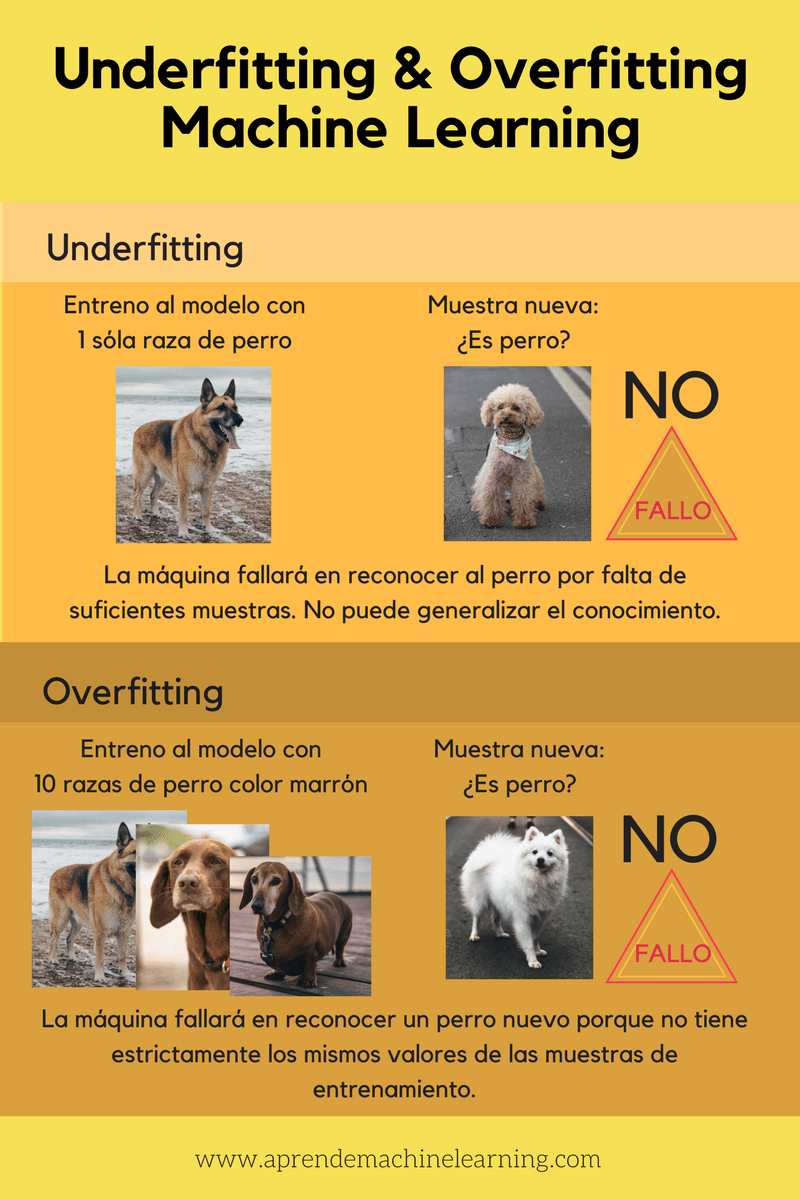 Underfitting & Overfitting
Machine Learning
Underfitting
Entreno al modelo con
1 sóla raza de perro
Muestra nueva:
¿Es perro?
NO
FALLO
La máquina fallará en reconocer al perro por falta de
suficientes muestras. No puede generalizar el conocimiento.
Overfitting
Entreno al modelo con
10 razas de perro color marrón
Muestra nueva:
¿Es perro?
NO
FALLO
La máquina fallará en reconocer un perro nuevo porque no tiene
estrictamente los mismos valores de las muestras de
entrenamiento.
www.aprendemachinelearning.com